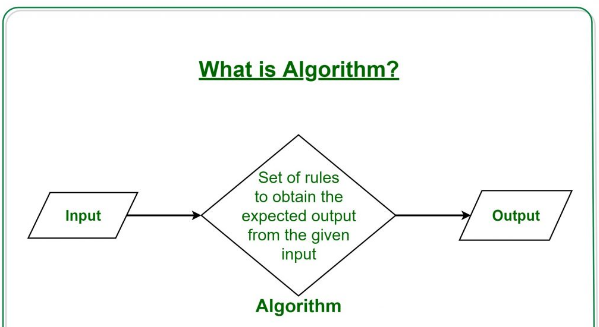 What is Algorithm?
Set of rules
to obtain the
Input
expected output
Output
from the given
input
Algorithm